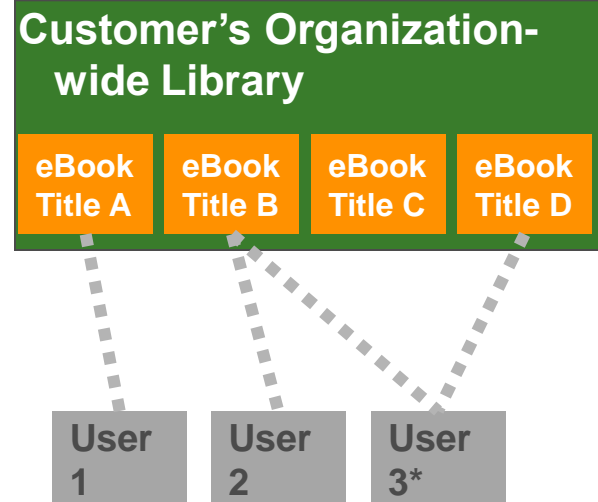 Customer’s Organization-
wide Library
eBook
Title A
eBook
Title B
eBook
Title C
eBook
Title D
User
1
User
2
User
3*